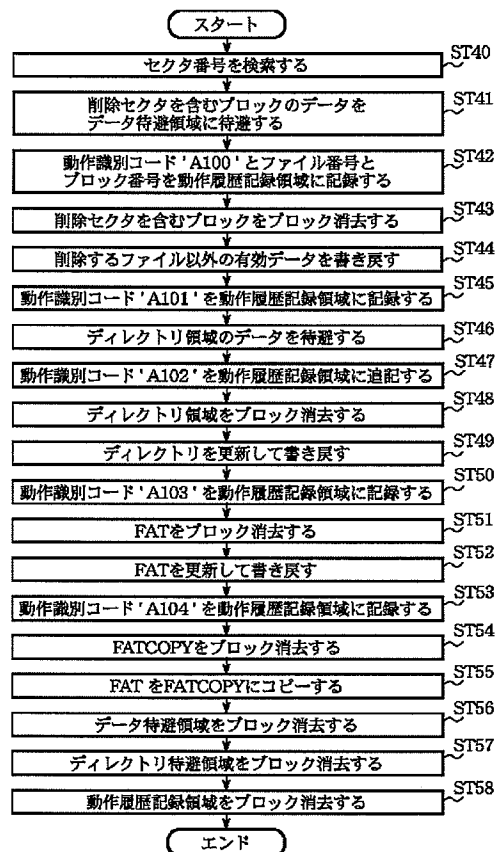 スタート
ST40
セクタ番号を検索する
ST41
削除セクタを含むブロックのデータを
データ待避領域に待避する
ST42
動作識別コード'A100'とファイル番号と
ブロック番号を動作履歴記録領域に記録する
ST43
削除セクタを含むブロックをブロック消去する
ST44
削除するファイル以外の有効データを書き戻す
ST45
動作識別コード'A101'を動作履歴記録領域に記録する
ST46
ディレクトリ領域のデータを待避する
ST47
動作識別コード'A102'を動作履歴記録領域に追記する
ST48
ディレクトリ領域をブロック消去する
ST49
ディレクトリを更新して書き戻す
ST50
動作識別コード'A103'を動作履歴記録領域に記録する
ST51
FATをブロック消去する
ST52
FATを更新して書き戻す
ST53
動作識別コード'A104'を動作履歴記録領域に記録する
ST54
FATCOPYをブロック消去する
ST55
FAT をFATCOPYにコピーする
ST56
データ待避領域をブロック消去する
ST57
ディレクトリ待避領域をブロック消去する
ST58
動作履歴記録領域をブロック消去する
エンド